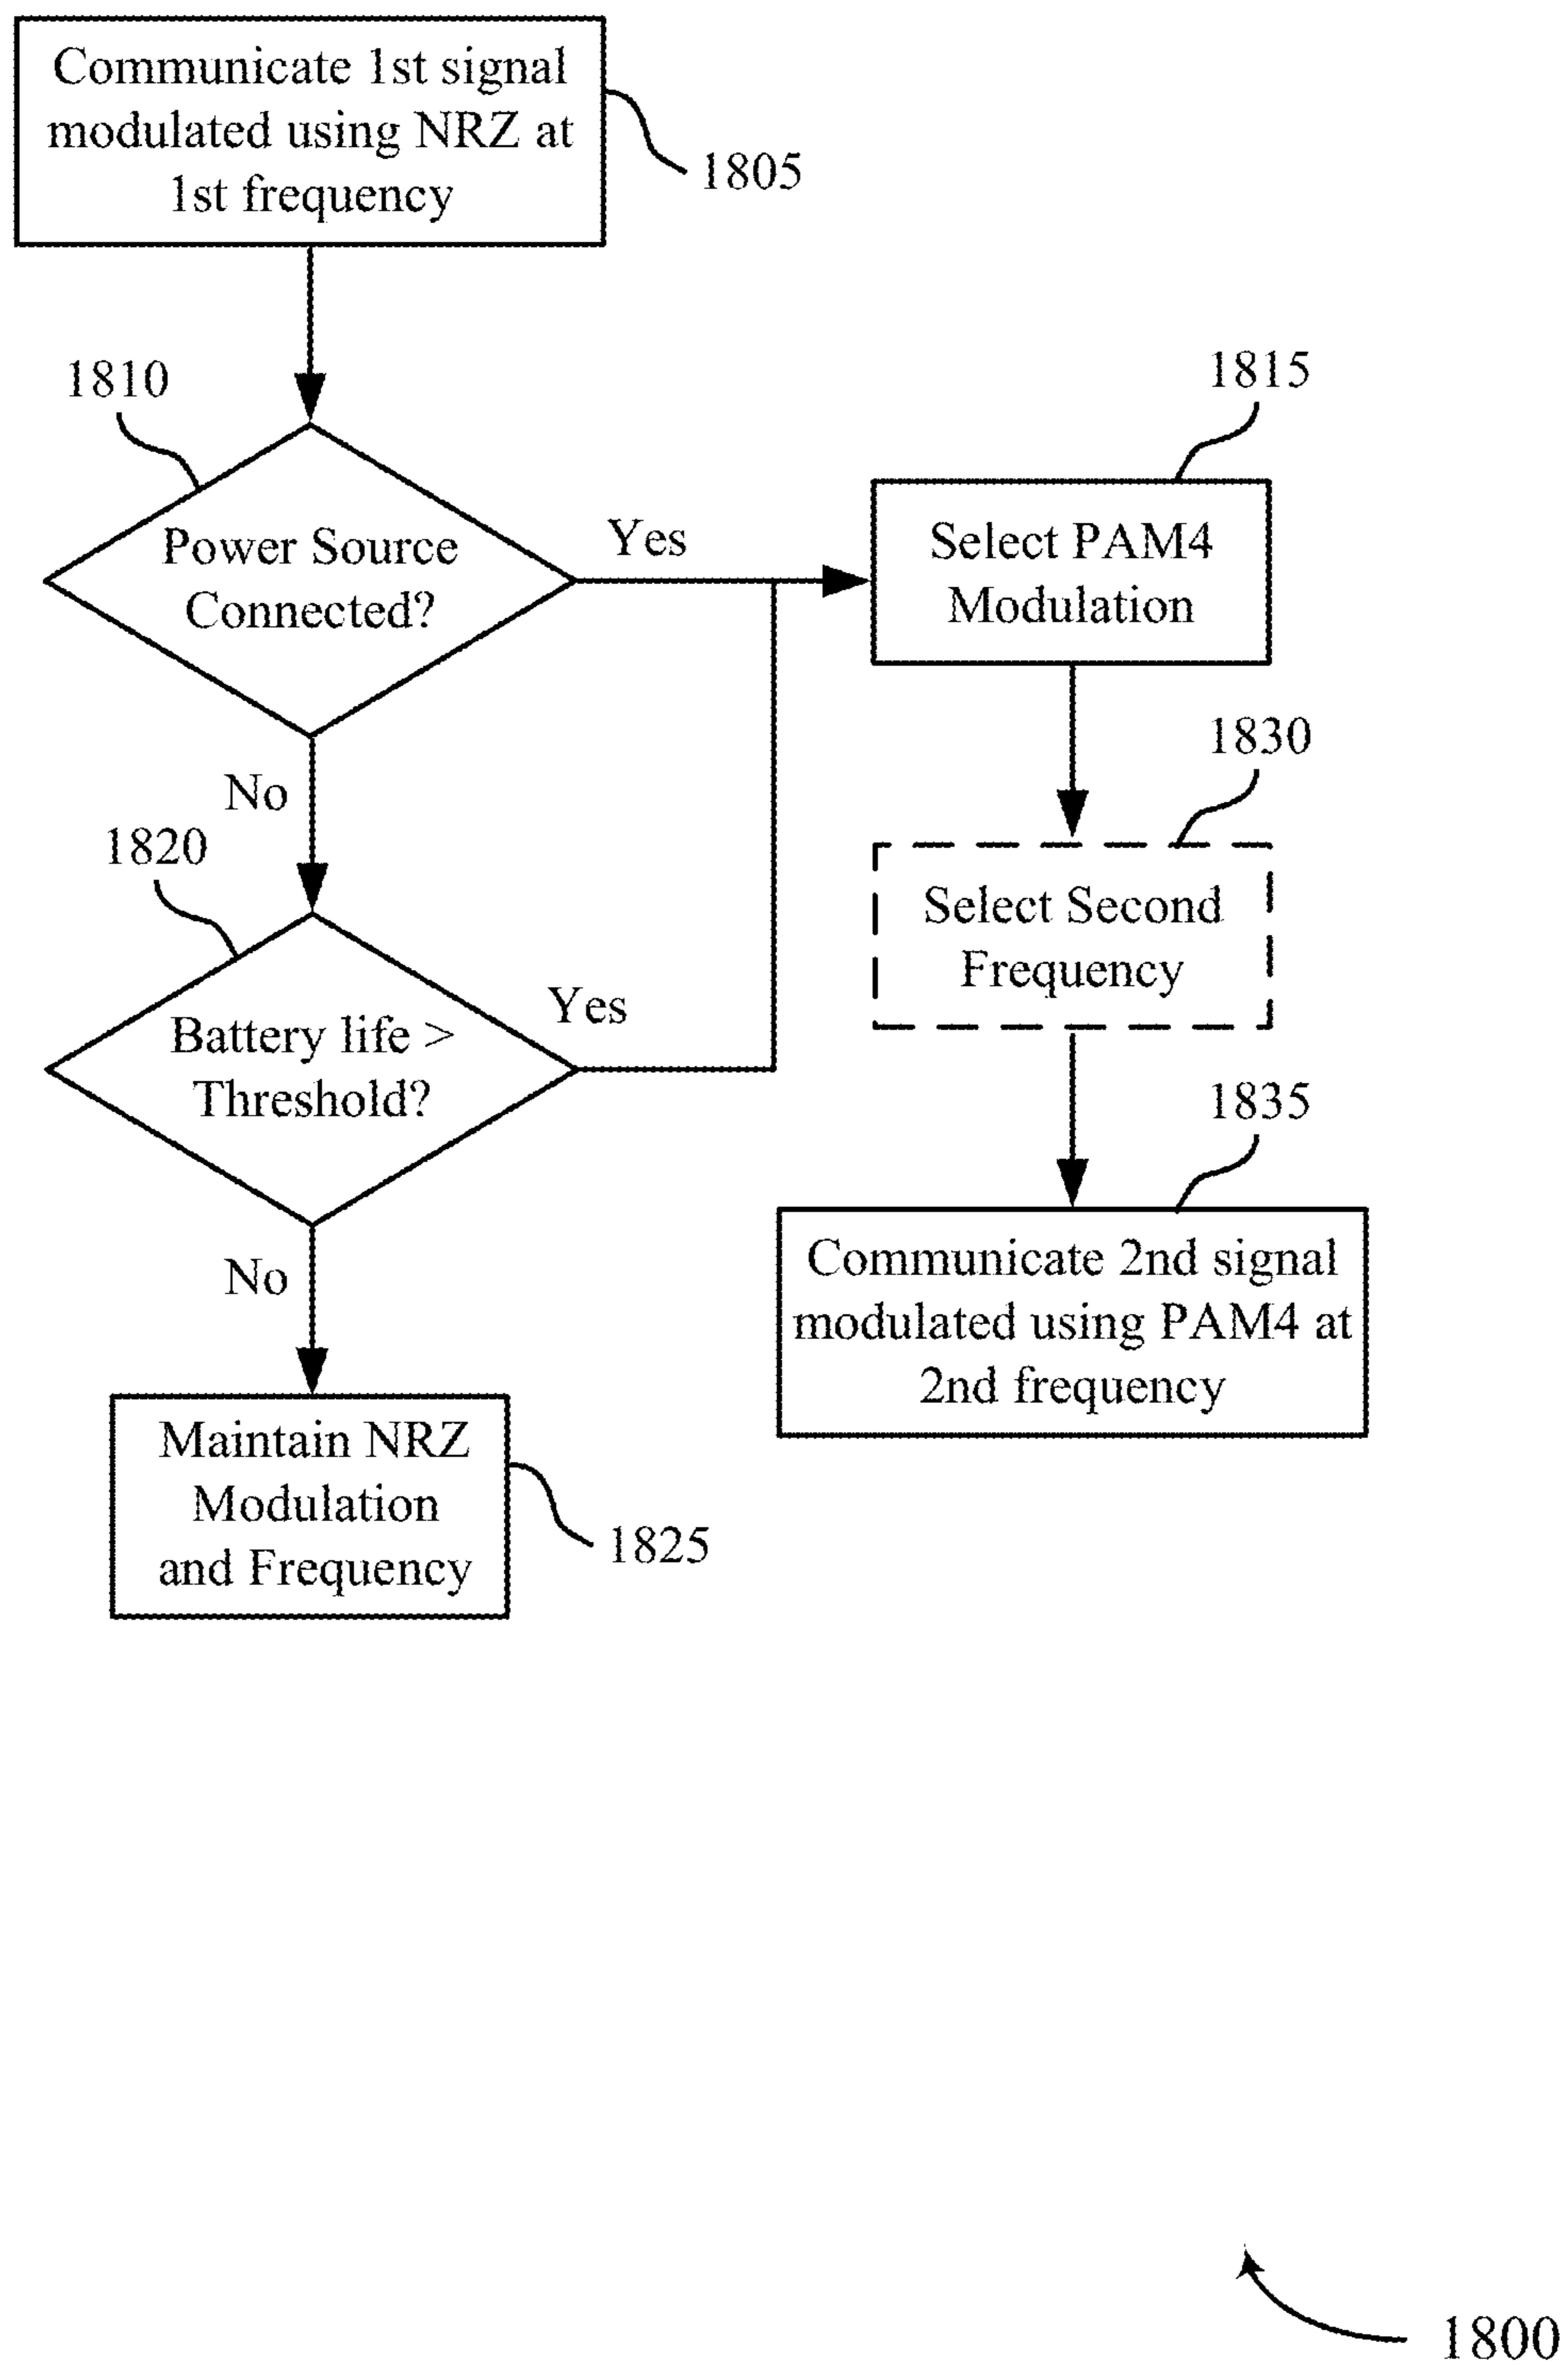 Communicate 1st signal
modulated using NRZ at
1st frequency
1805
1810
Power Source
Connected?
Yes
No
1815
Select PAM4
Modulation
1830
Select Second
Frequency
1820
Battery life >
Threshold?
Yes
No
1835
Communicate 2nd signal
modulated using PAM4 at
2nd frequency
Maintain NRZ
Modulation
and Frequency
1825
1800